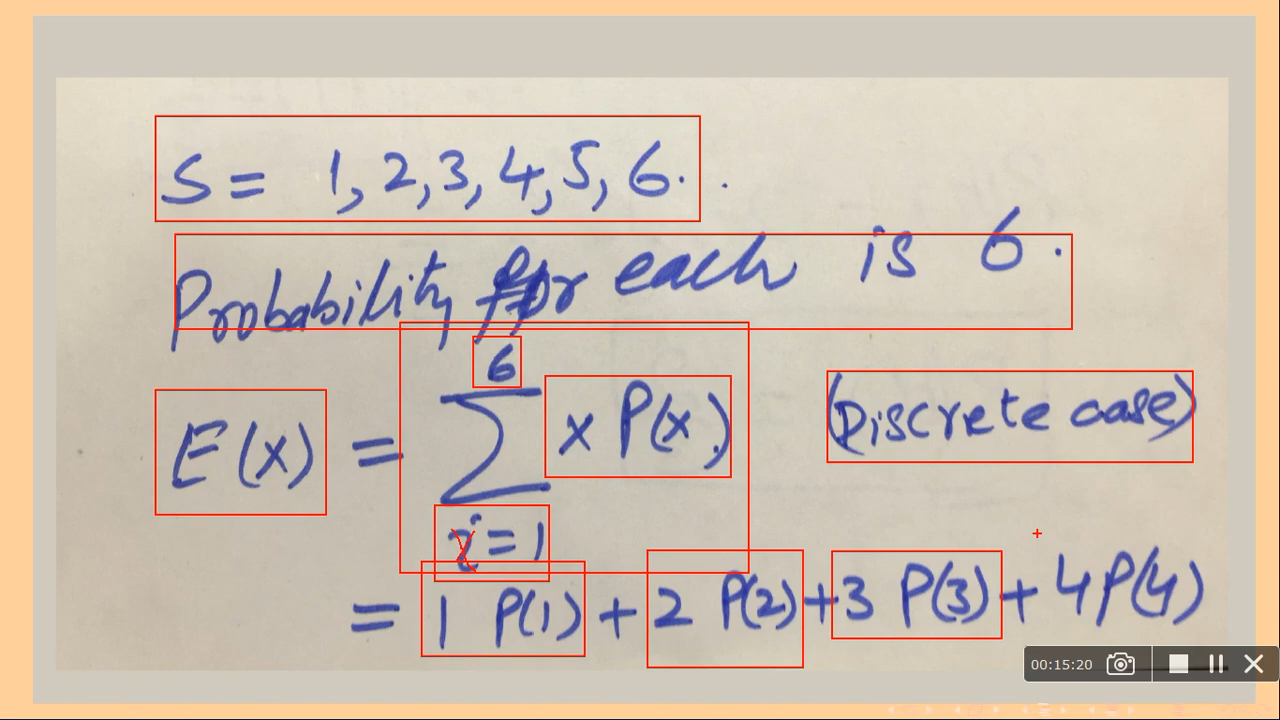 S = 1, 2, 3, 4, 5, 6.
Probability for each is 6.
6
E(x) = ∑ x P(x) (Discrete case)
i = 1
= 1 P(1) + 2 P(2) + 3 P(3) + 4 P(4)
00:15:20